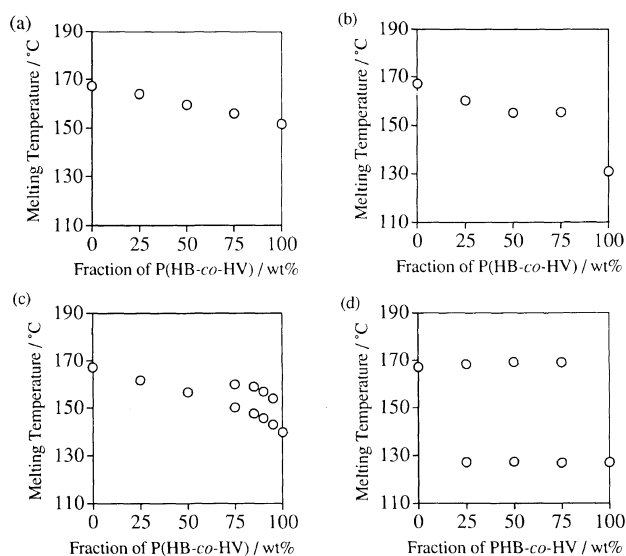 (a)
190
170
150
130
110
Melting Temperature / °C
0 25 50 75 100
Fraction of P(HB-co-HV) / wt%
(b)
190
170
150
130
110
Melting Temperature / °C
0 25 50 75 100
Fraction of P(HB-co-HV) / wt%
(c)
190
170
150
130
110
Melting Temperature / °C
0 25 50 75 100
Fraction of P(HB-co-HV) / wt%
(d)
190
170
150
130
110
Melting Temperature / °C
0 25 50 75 100
Fraction of PHB-co-HV) / wt%